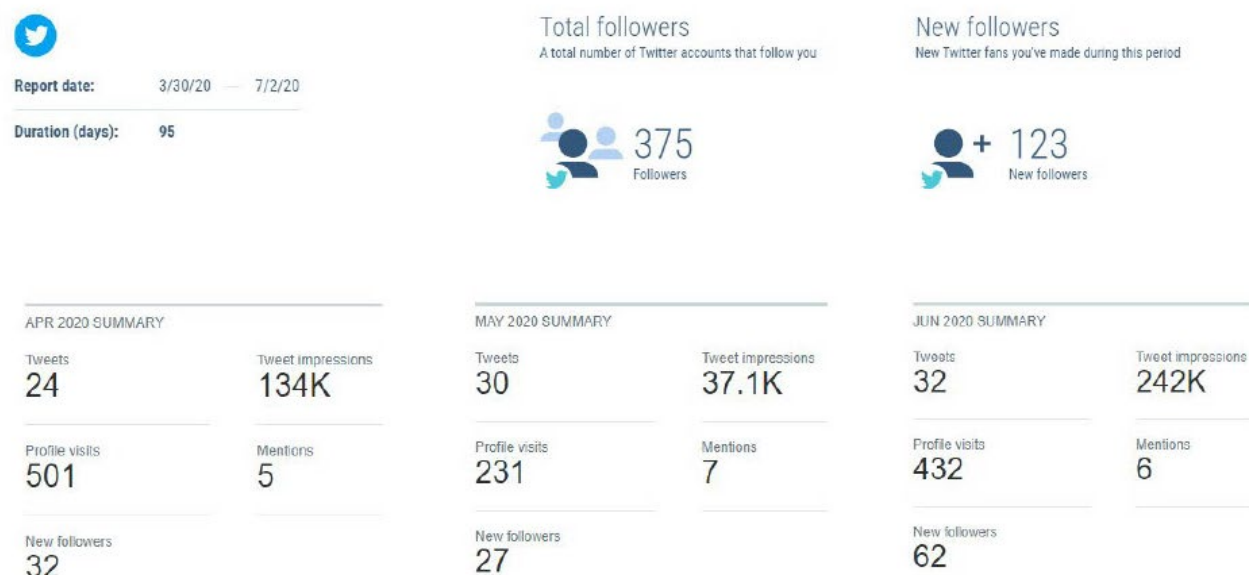 Report date: 3/30/20 — 7/2/20
Duration (days): 95
Total followers
A total number of Twitter accounts that follow you
375
Followers
New followers
New Twitter fans you've made during this period
+ 123
New followers
APR 2020 SUMMARY
Tweets
24
Tweet impressions
134K
Profile visits
501
Mentions
5
New followers
32
MAY 2020 SUMMARY
Tweets
30
Tweet impressions
37.1K
Profile visits
231
Mentions
7
New followers
27
JUN 2020 SUMMARY
Tweets
32
Tweet impressions
242K
Profile visits
432
Mentions
6
New followers
62